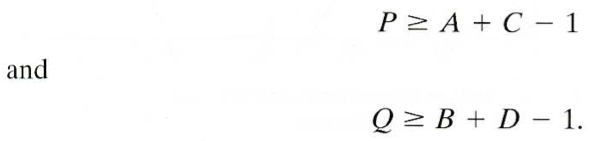 P ≥ A + C − 1
and
Q ≥ B + D − 1.